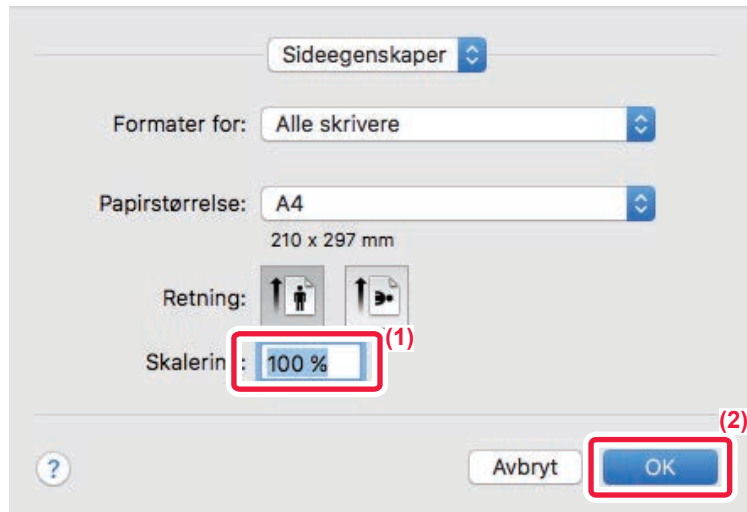 Sideegenskaper
Formater for: Alle skrivere
Papirstørrelse: A4
210 x 297 mm
Retning:
(1)
Skalerin : 100 %
(2)
? Avbryt OK